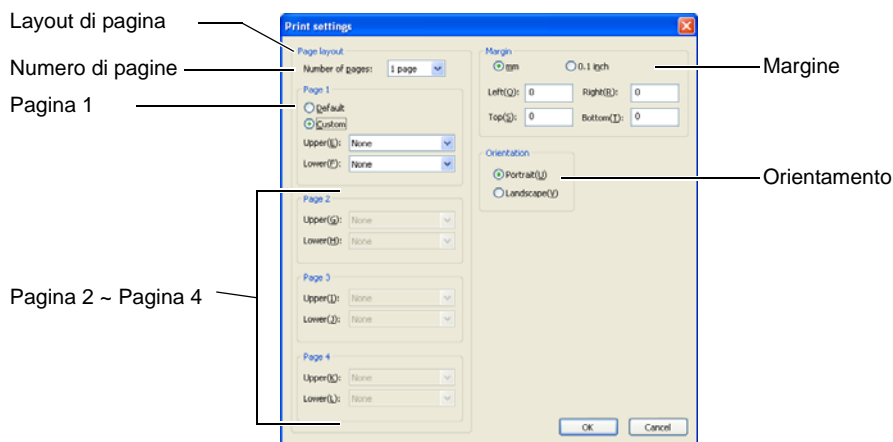 Layout di pagina
Numero di pagine
Pagina 1
Pagina 2 ~ Pagina 4
Print settings
Page layout
Number of pages: 1 page
Page 1
Default
Custom
Upper(E): None
Lower(F): None
Page 2
Upper(G): None
Lower(H): None
Page 3
Upper(I): None
Lower(J): None
Page 4
Upper(K): None
Lower(L): None
Margin
mm 0.1 inch
Left(Q): 0 Right(R): 0
Top(S): 0 Bottom(T): 0
Orientation
Portrait(U)
Landscape(V)
OK Cancel
Margine
Orientamento